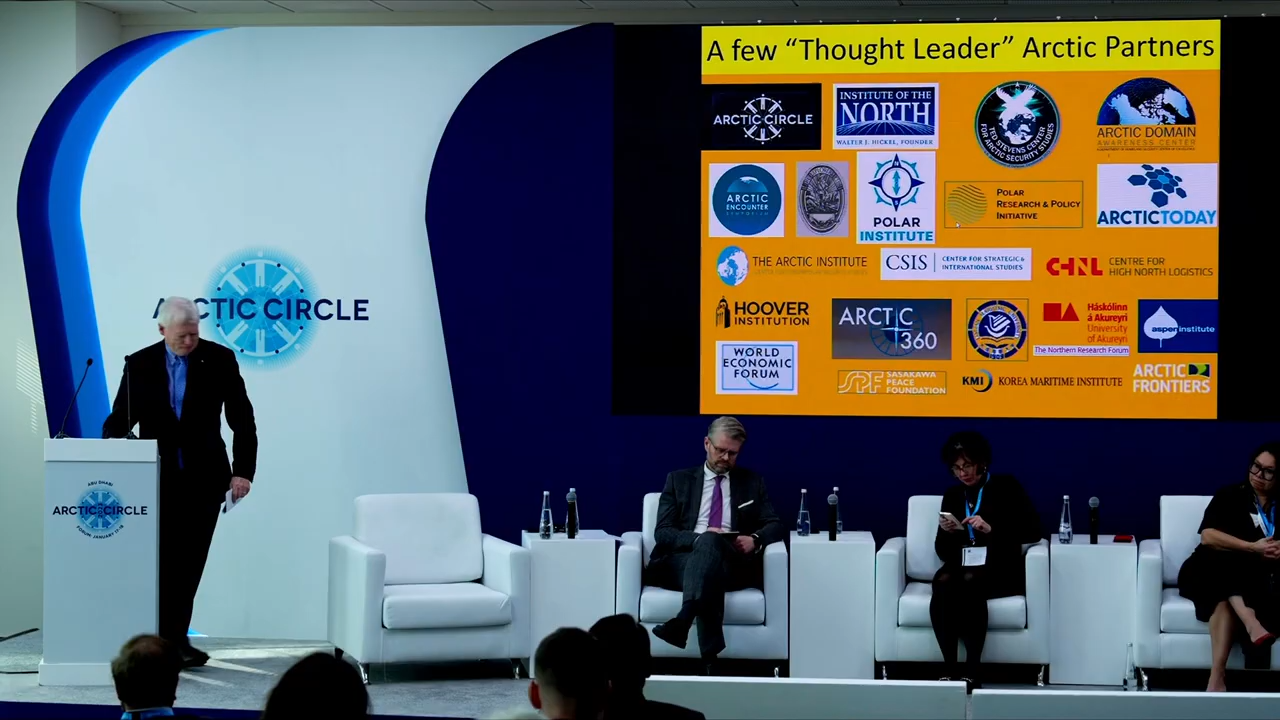 A few “Thought Leader” Arctic Partners
ARCTIC CIRCLE
INSTITUTE OF THE
NORTH
WALTER J. HICKEL, FOUNDER
TED STEVENS CENTER
FOR ARCTIC SECURITY STUDIES
ARCTIC DOMAIN
AWARENESS CENTER
ARCTIC
ENCOUNTER
SYMPOSIUM
N
POLAR
INSTITUTE
POLAR
RESEARCH & POLICY
INITIATIVE
ARCTICTODAY
THE ARCTIC INSTITUTE
CSIS
CENTER FOR STRATEGIC &
INTERNATIONAL STUDIES
CHNL
CENTRE FOR
HIGH NORTH LOGISTICS
HOOVER
INSTITUTION
ARCTIC
360
Háskólinn
á Akureyri
University
of Akureyri
The Northern Research Forum
asper institute
WORLD
ECONOMIC
FORUM
SPF
SASAKAWA
PEACE
FOUNDATION
KMI
KOREA MARITIME INSTITUTE
ARCTIC
FRONTIERS
ARCTIC CIRCLE
ABU DHABI
ARCTIC CIRCLE